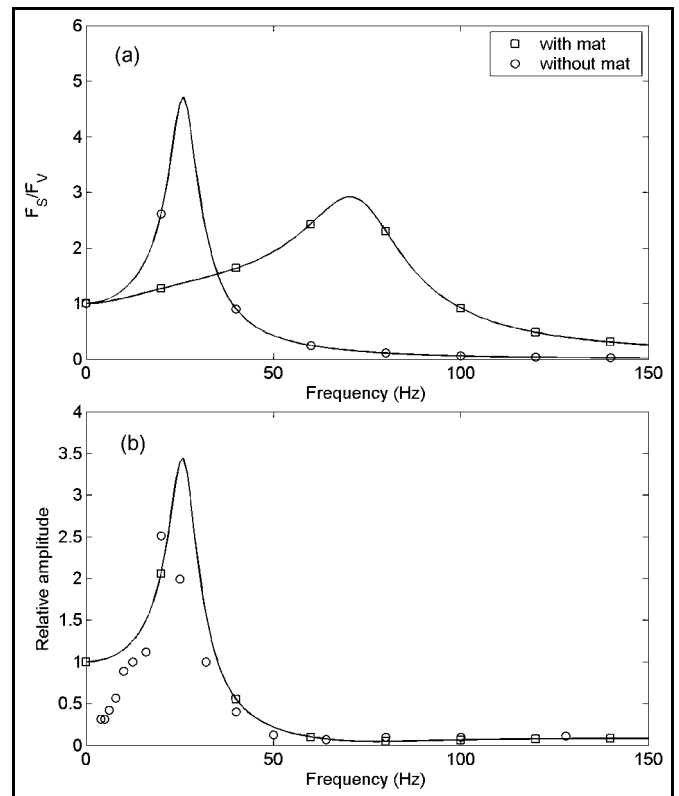 6
(a)
with mat
without mat
5
4
F_S/F_V
3
2
1
0
0 50 100 150
Frequency (Hz)
4
(b)
3.5
3
2.5
Relative amplitude
2
1.5
1
0.5
0
0 50 100 150
Frequency (Hz)